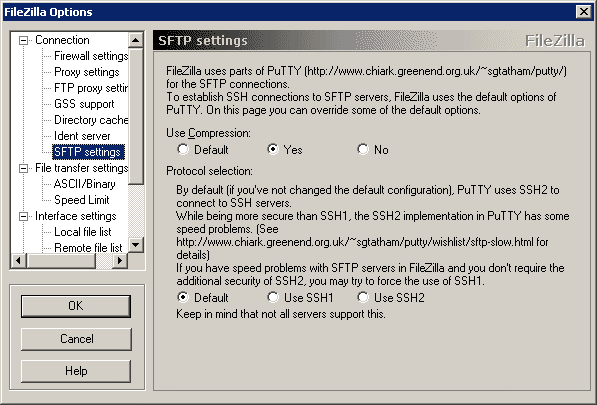 FileZilla Options
Connection
Firewall settings
Proxy settings
FTP proxy settin
GSS support
Directory cache
Ident server
SFTP settings
File transfer settings
ASCII/Binary
Speed Limit
Interface settings
Local file list
Remote file list
OK
Cancel
Help
SFTP settings
FileZilla
FileZilla uses parts of PuTTY (http://www.chiark.greenend.org.uk/~sgtatham/putty/)
for the SFTP connections.
To establish SSH connections to SFTP servers, FileZilla uses the default options of
PuTTY. On this page you can override some of the default options.
Use Compression:
Default Yes No
Protocol selection:
By default (if you've not changed the default configuration), PuTTY uses SSH2 to
connect to SSH servers.
While being more secure than SSH1, the SSH2 implementation in PuTTY has some
speed problems. (See
http://www.chiark.greenend.org.uk/~sgtatham/putty/wishlist/sftp-slow.html for
details)
If you have speed problems with SFTP servers in FileZilla and you don't require the
additional security of SSH2, you may try to force the use of SSH1.
Default Use SSH1 Use SSH2
Keep in mind that not all servers support this.